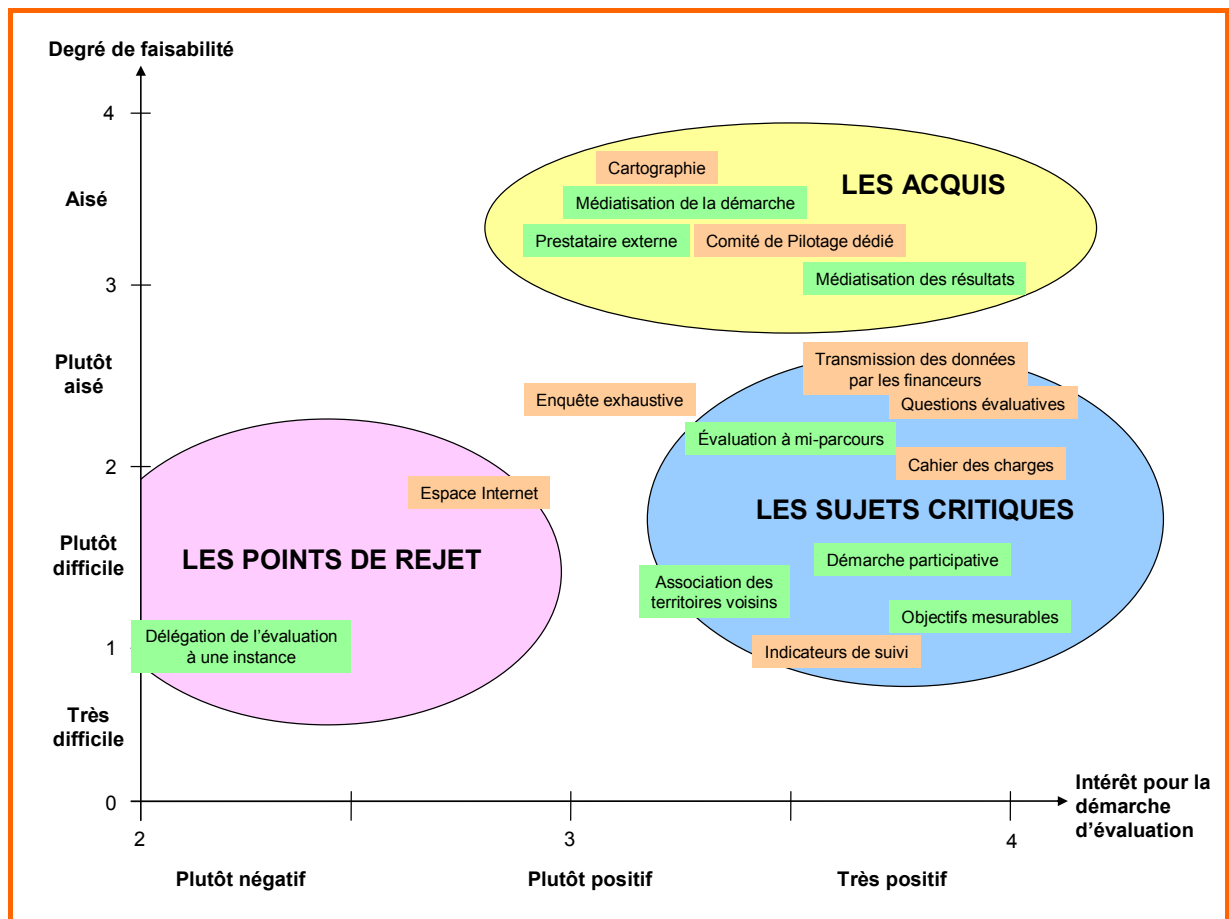 Degré de faisabilité
4
Cartographie
LES ACQUIS
Aisé
Médiatisation de la démarche
Prestataire externe
Comité de Pilotage dédié
Médiatisation des résultats
3
Plutôt
aisé
Transmission des données
par les financeurs
Enquête exhaustive
Questions évaluatives
Évaluation à mi-parcours
Cahier des charges
2
Espace Internet
LES SUJETS CRITIQUES
Plutôt
difficile
LES POINTS DE REJET
Démarche participative
Association des
territoires voisins
Objectifs mesurables
Délégation de l’évaluation
à une instance
1
Indicateurs de suivi
Très
difficile
0
Intérêt pour la
démarche
d’évaluation
2
3
4
Plutôt négatif
Plutôt positif
Très positif